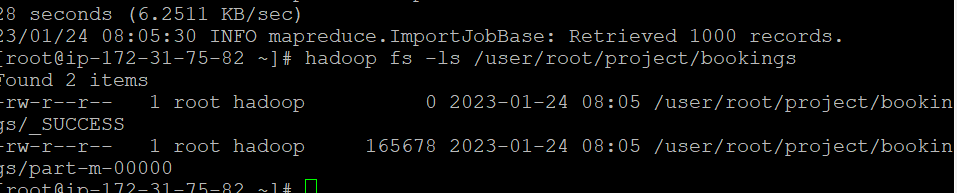 28 seconds (6.2511 KB/sec)
23/01/24 08:05:30 INFO mapreduce.ImportJobBase: Retrieved 1000 records.
[root@ip-172-31-75-82 ~]# hadoop fs -ls /user/root/project/bookings
Found 2 items
-rw-r--r--   1 root hadoop          0 2023-01-24 08:05 /user/root/project/bookin
gs/_SUCCESS
-rw-r--r--   1 root hadoop     165678 2023-01-24 08:05 /user/root/project/bookin
gs/part-m-00000
[root@ip-172-31-75-82 ~]#